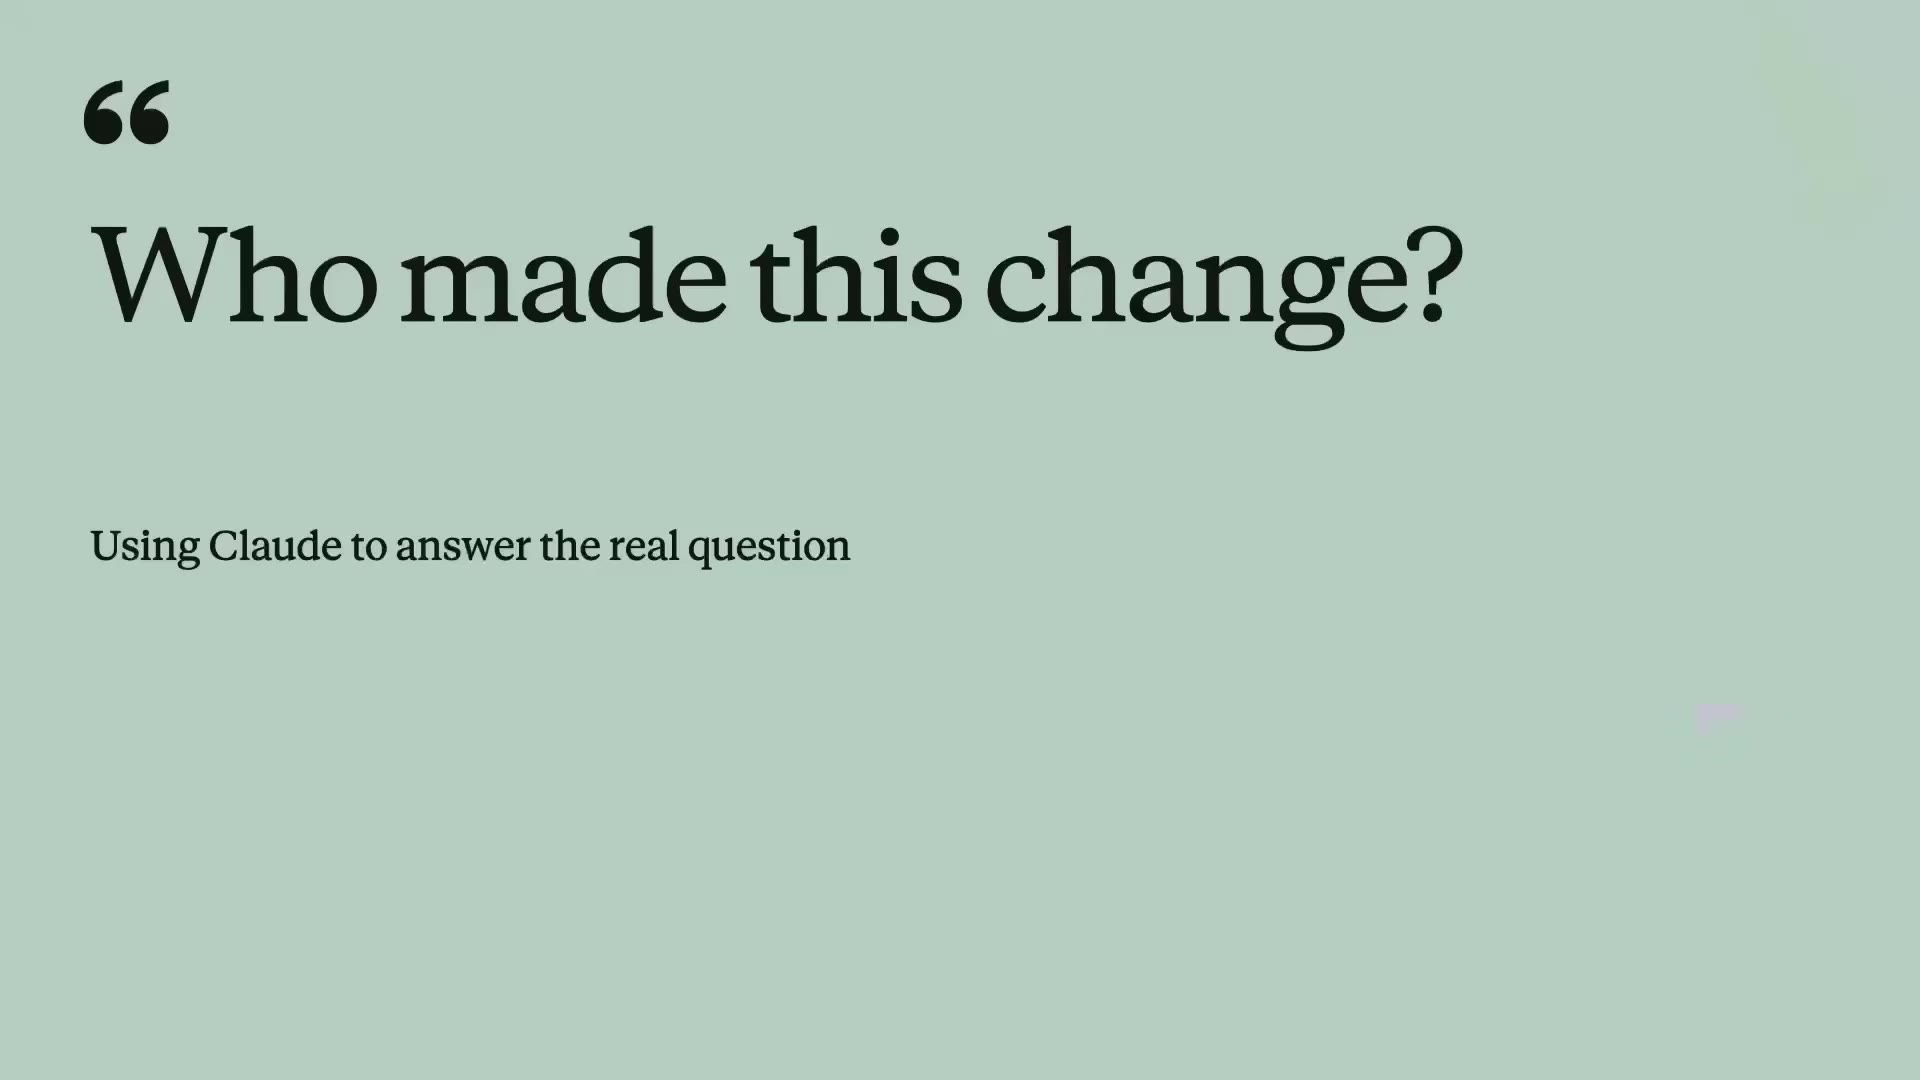 “
Who made this change?
Using Claude to answer the real question